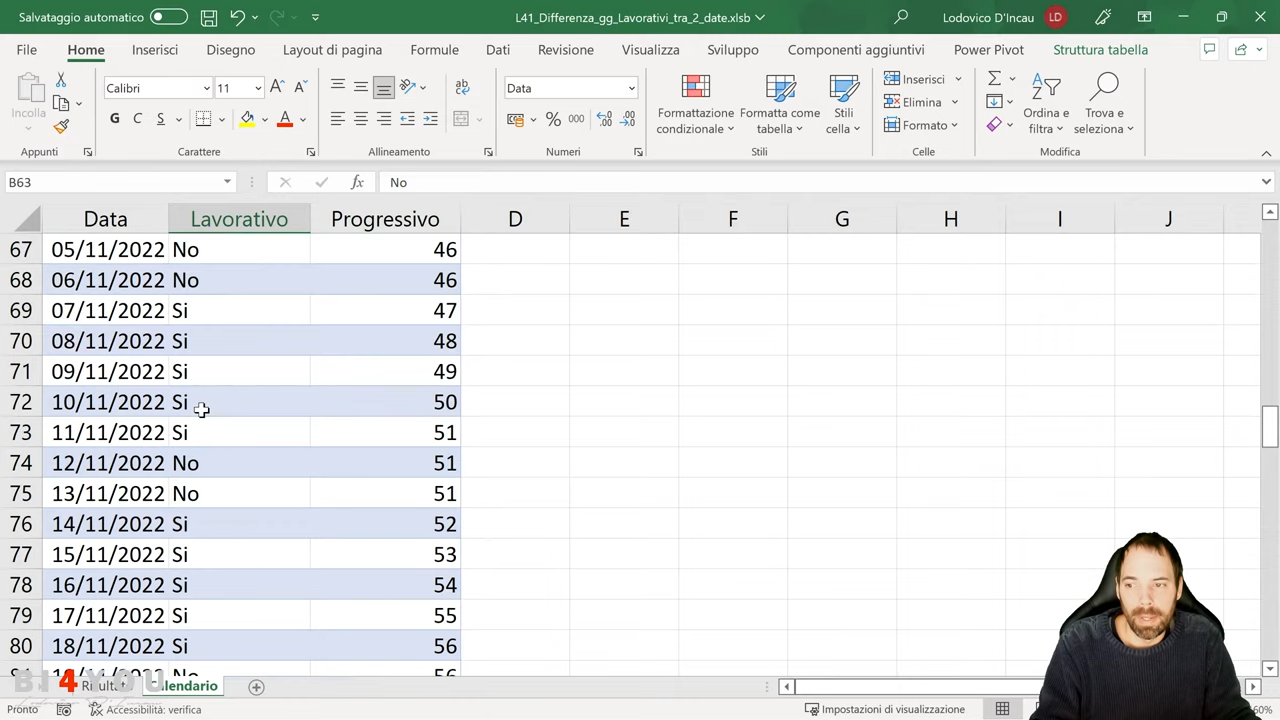 Salvataggio automatico
L41_Differenza_gg_Lavorativi_tra_2_date.xlsb
Lodovico D'Incau LD
File Home Inserisci Disegno Layout di pagina Formule Dati Revisione Visualizza Sviluppo Componenti aggiuntivi Power Pivot Struttura tabella
Incolla
Appunti
Calibri 11
G C S A
Carattere
ab
Allineamento
Data
% 000
Numeri
Formattazione condizionale
Formatta come tabella
Stili cella
Stili
Inserisci
Elimina
Formato
Celle
Ordina e filtra
Trova e seleziona
Modifica
B63 fx No
Data Lavorativo Progressivo D E F G H I J
67 05/11/2022 No 46
68 06/11/2022 No 46
69 07/11/2022 Si 47
70 08/11/2022 Si 48
71 09/11/2022 Si 49
72 10/11/2022 Si 50
73 11/11/2022 Si 51
74 12/11/2022 No 51
75 13/11/2022 No 51
76 14/11/2022 Si 52
77 15/11/2022 Si 53
78 16/11/2022 Si 54
79 17/11/2022 Si 55
80 18/11/2022 Si 56
BI4YOU
Calendario
Pronto Accessibilità: verifica Impostazioni di visualizzazione